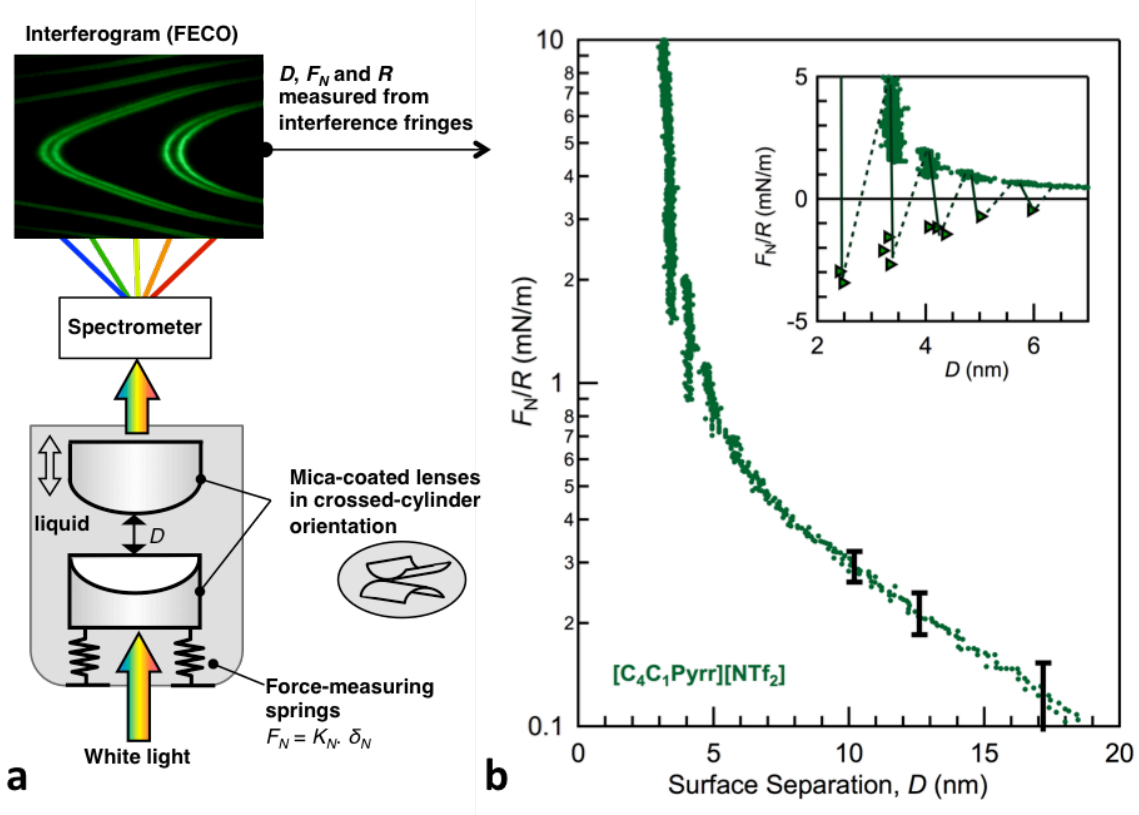 Interferogram (FECO)
D, F_N and R
measured from
interference fringes
Spectrometer
liquid
D
Mica-coated lenses
in crossed-cylinder
orientation
Force-measuring
springs
F_N = K_N. δ_N
White light
a
b
F_N/R (mN/m)
10
9
8
7
6
5
4
3
2
1
9
8
7
6
5
4
3
2
0.1
0
5
10
15
20
Surface Separation, D (nm)
[C₄C₁Pyrr][NTf₂]
F_N/R (mN/m)
5
0
-5
2
4
6
D (nm)